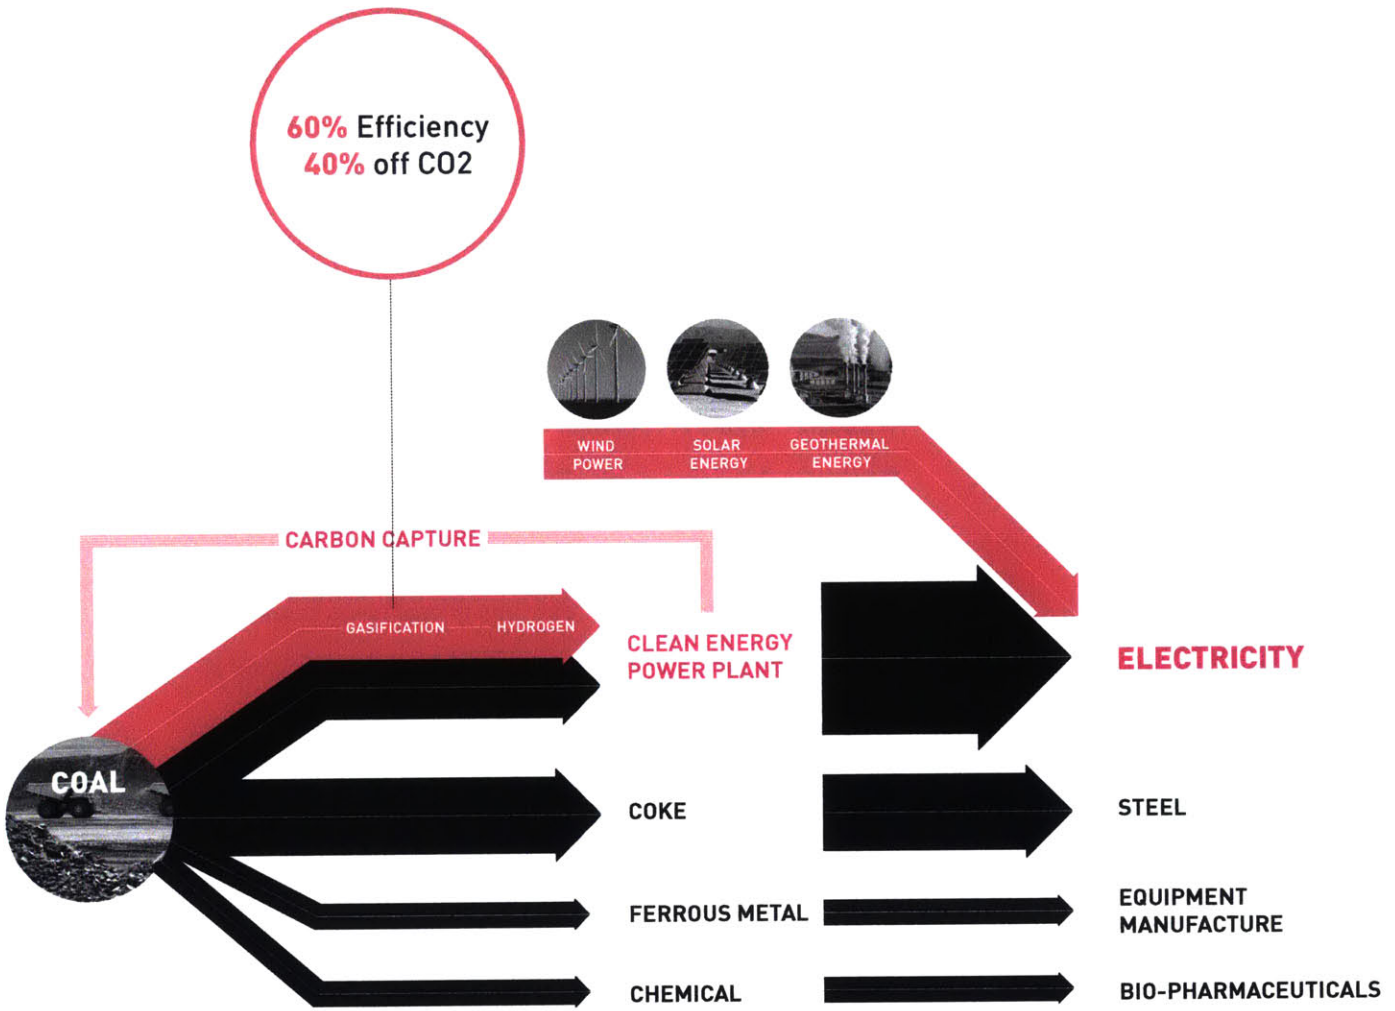 60% Efficiency
40% off CO2
WIND
POWER
SOLAR
ENERGY
GEOTHERMAL
ENERGY
CARBON CAPTURE
GASIFICATION
HYDROGEN
CLEAN ENERGY
POWER PLANT
ELECTRICITY
COAL
COKE
STEEL
FERROUS METAL
EQUIPMENT
MANUFACTURE
CHEMICAL
BIO-PHARMACEUTICALS